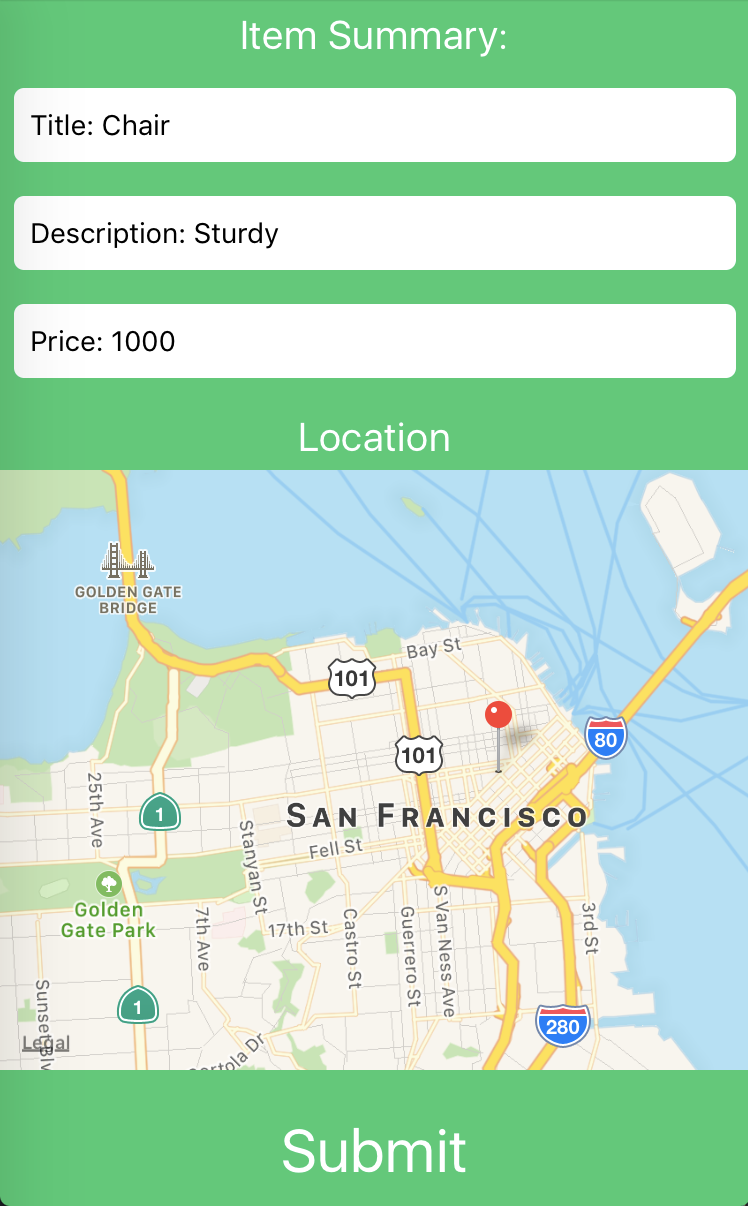 Item Summary:
Title: Chair
Description: Sturdy
Price: 1000
Location
GOLDEN GATE
BRIDGE
Bay St
101
101
80
25th Ave
1
SAN FRANCISCO
Stanyan St
Fell St
Golden
Gate Park
7th Ave
17th St
Castro St
Guerrero St
S Van Ness Ave
3rd St
Sunset Blv
1
280
Legal
ortola Dr
Submit